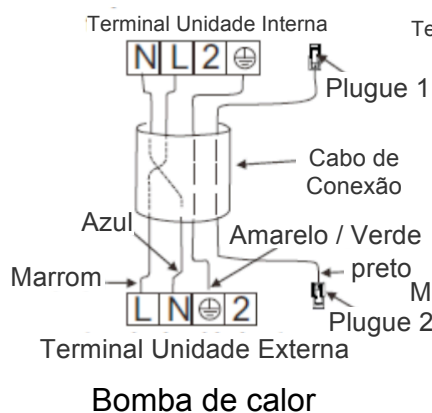 Terminal Unidade Interna
Te
N L 2
Plugue 1
Cabo de
Conexão
Azul
Amarelo / Verde
Marrom
preto
M
L N 2
Plugue 2
Terminal Unidade Externa
Bomba de calor